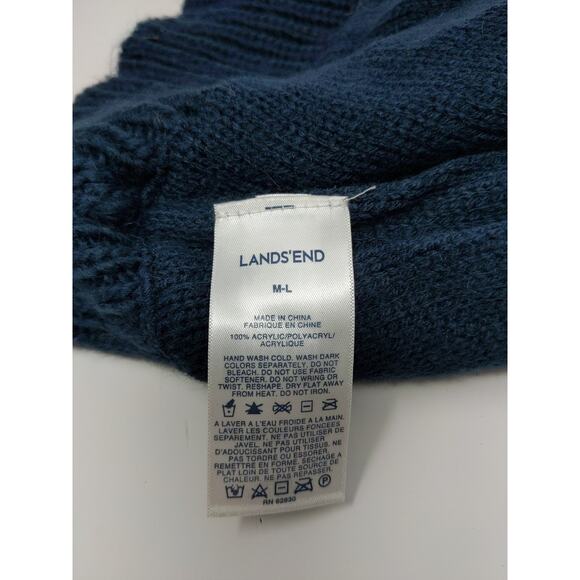 LANDS'END
M-L
MADE IN CHINA
FABRIQUE EN CHINE
100% ACRYLIC/POLYACRYL/
ACRYLIQUE
HAND WASH COLD. WASH DARK
COLORS SEPARATELY. DO NOT
BLEACH. DO NOT USE FABRIC
SOFTENER. DO NOT WRING OR
TWIST. RESHAPE. DRY FLAT AWAY
FROM HEAT. DO NOT IRON.
A LAVER A L'EAU FROIDE A LA MAIN.
LAVER LES COULEURS FONCEES
SEPAREMENT. NE PAS UTILISER DE
JAVEL. NE PAS UTILISER
D'ADOUCISSOUR POUR TISSUS. NE
PAS TORDRE OU ESSORER.
REMETTRE EN FORME. SECHAGE A
PLAT LOIN DE TOUTE SOURCE DE
CHALEUR. NE PAS REPASSER.
P
RN 62830